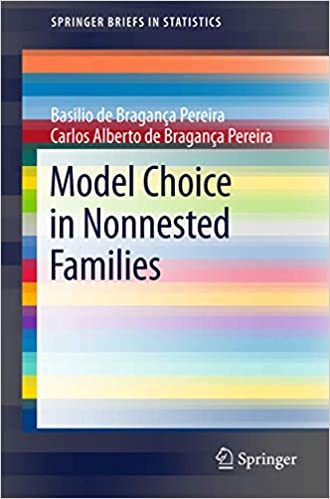 SPRINGER BRIEFS IN STATISTICS
Basilio de Bragança Pereira
Carlos Alberto de Bragança Pereira
Model Choice
in Nonnested
Families
Springer